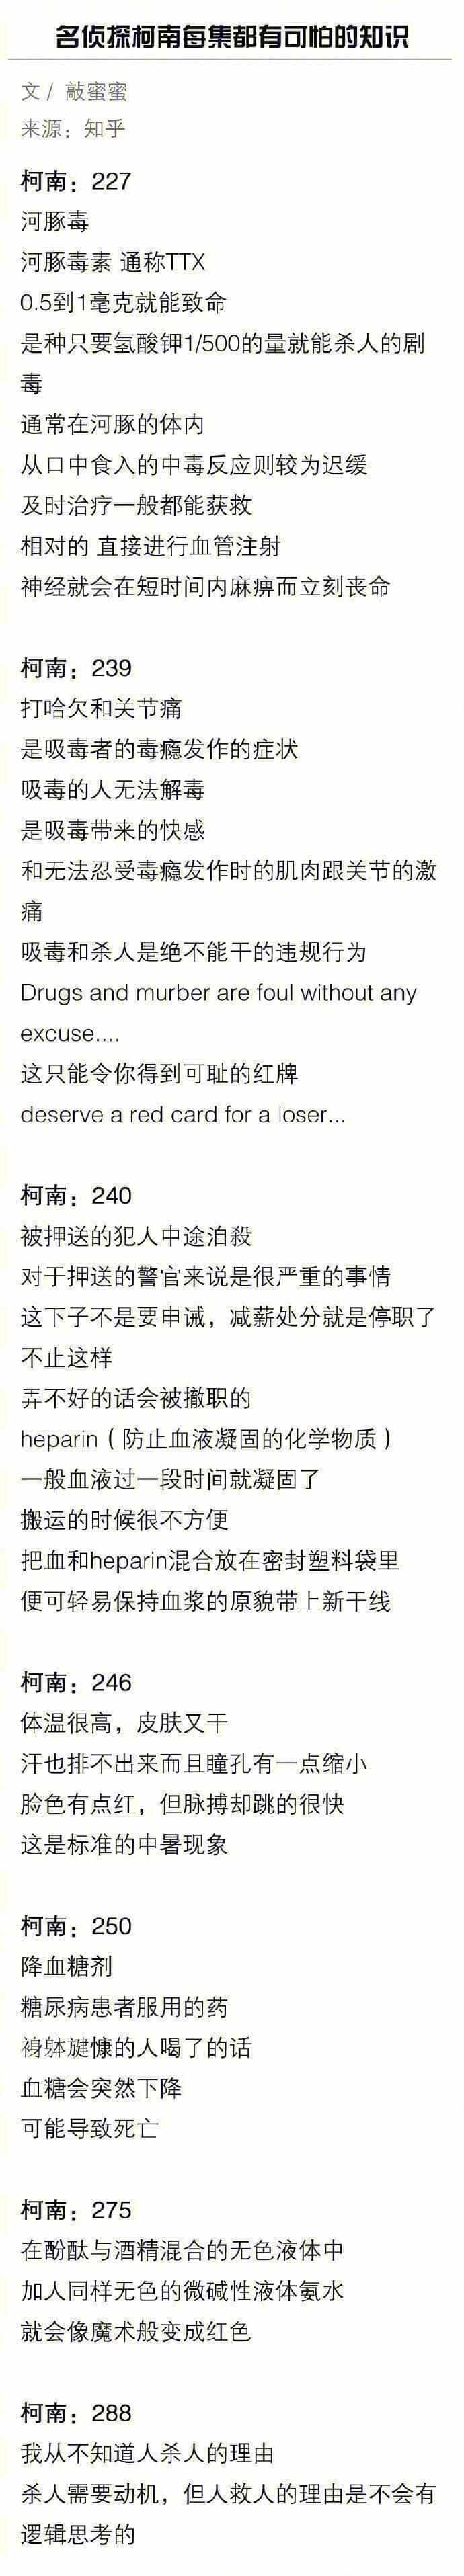 名侦探柯南每集都有可怕的知识
文 / 敲蜜蜜
来源：知乎
柯南：227
河豚毒
河豚毒素 通称TTX
0.5到1毫克就能致命
是种只要氢酸钾1/500的量就能杀人的剧
毒
通常在河豚的体内
从口中食入的中毒反应则较为迟缓
及时治疗一般都能获救
相对的 直接进行血管注射
神经就会在短时间内麻痹而立刻丧命
柯南：239
打哈欠和关节痛
是吸毒者的毒瘾发作的症状
吸毒的人无法解毒
是吸毒带来的快感
和无法忍受毒瘾发作时的肌肉跟关节的激
痛
吸毒和杀人是绝不能干的违规行为
Drugs and murber are foul without any
excuse....
这只能令你得到可耻的红牌
deserve a red card for a loser...
柯南：240
被押送的犯人中途洎殺
对于押送的警官来说是很严重的事情
这下子不是要申诫，减薪处分就是停职了
不止这样
弄不好的话会被撤职的
heparin（防止血液凝固的化学物质）
一般血液过一段时间就凝固了
搬运的时候很不方便
把血和heparin混合放在密封塑料袋里
便可轻易保持血浆的原貌带上新干线
柯南：246
体温很高，皮肤又干
汗也排不出来而且瞳孔有一点缩小
脸色有点红，但脉搏却跳的很快
这是标准的中暑现象
柯南：250
降血糖剂
糖尿病患者服用的药
裑躰旔慷的人喝了的话
血糖会突然下降
可能导致死亡
柯南：275
在酚酞与酒精混合的无色液体中
加人同样无色的微碱性液体氨水
就会像魔术般变成红色
柯南：288
我从不知道人杀人的理由
杀人需要动机，但人救人的理由是不会有
逻辑思考的